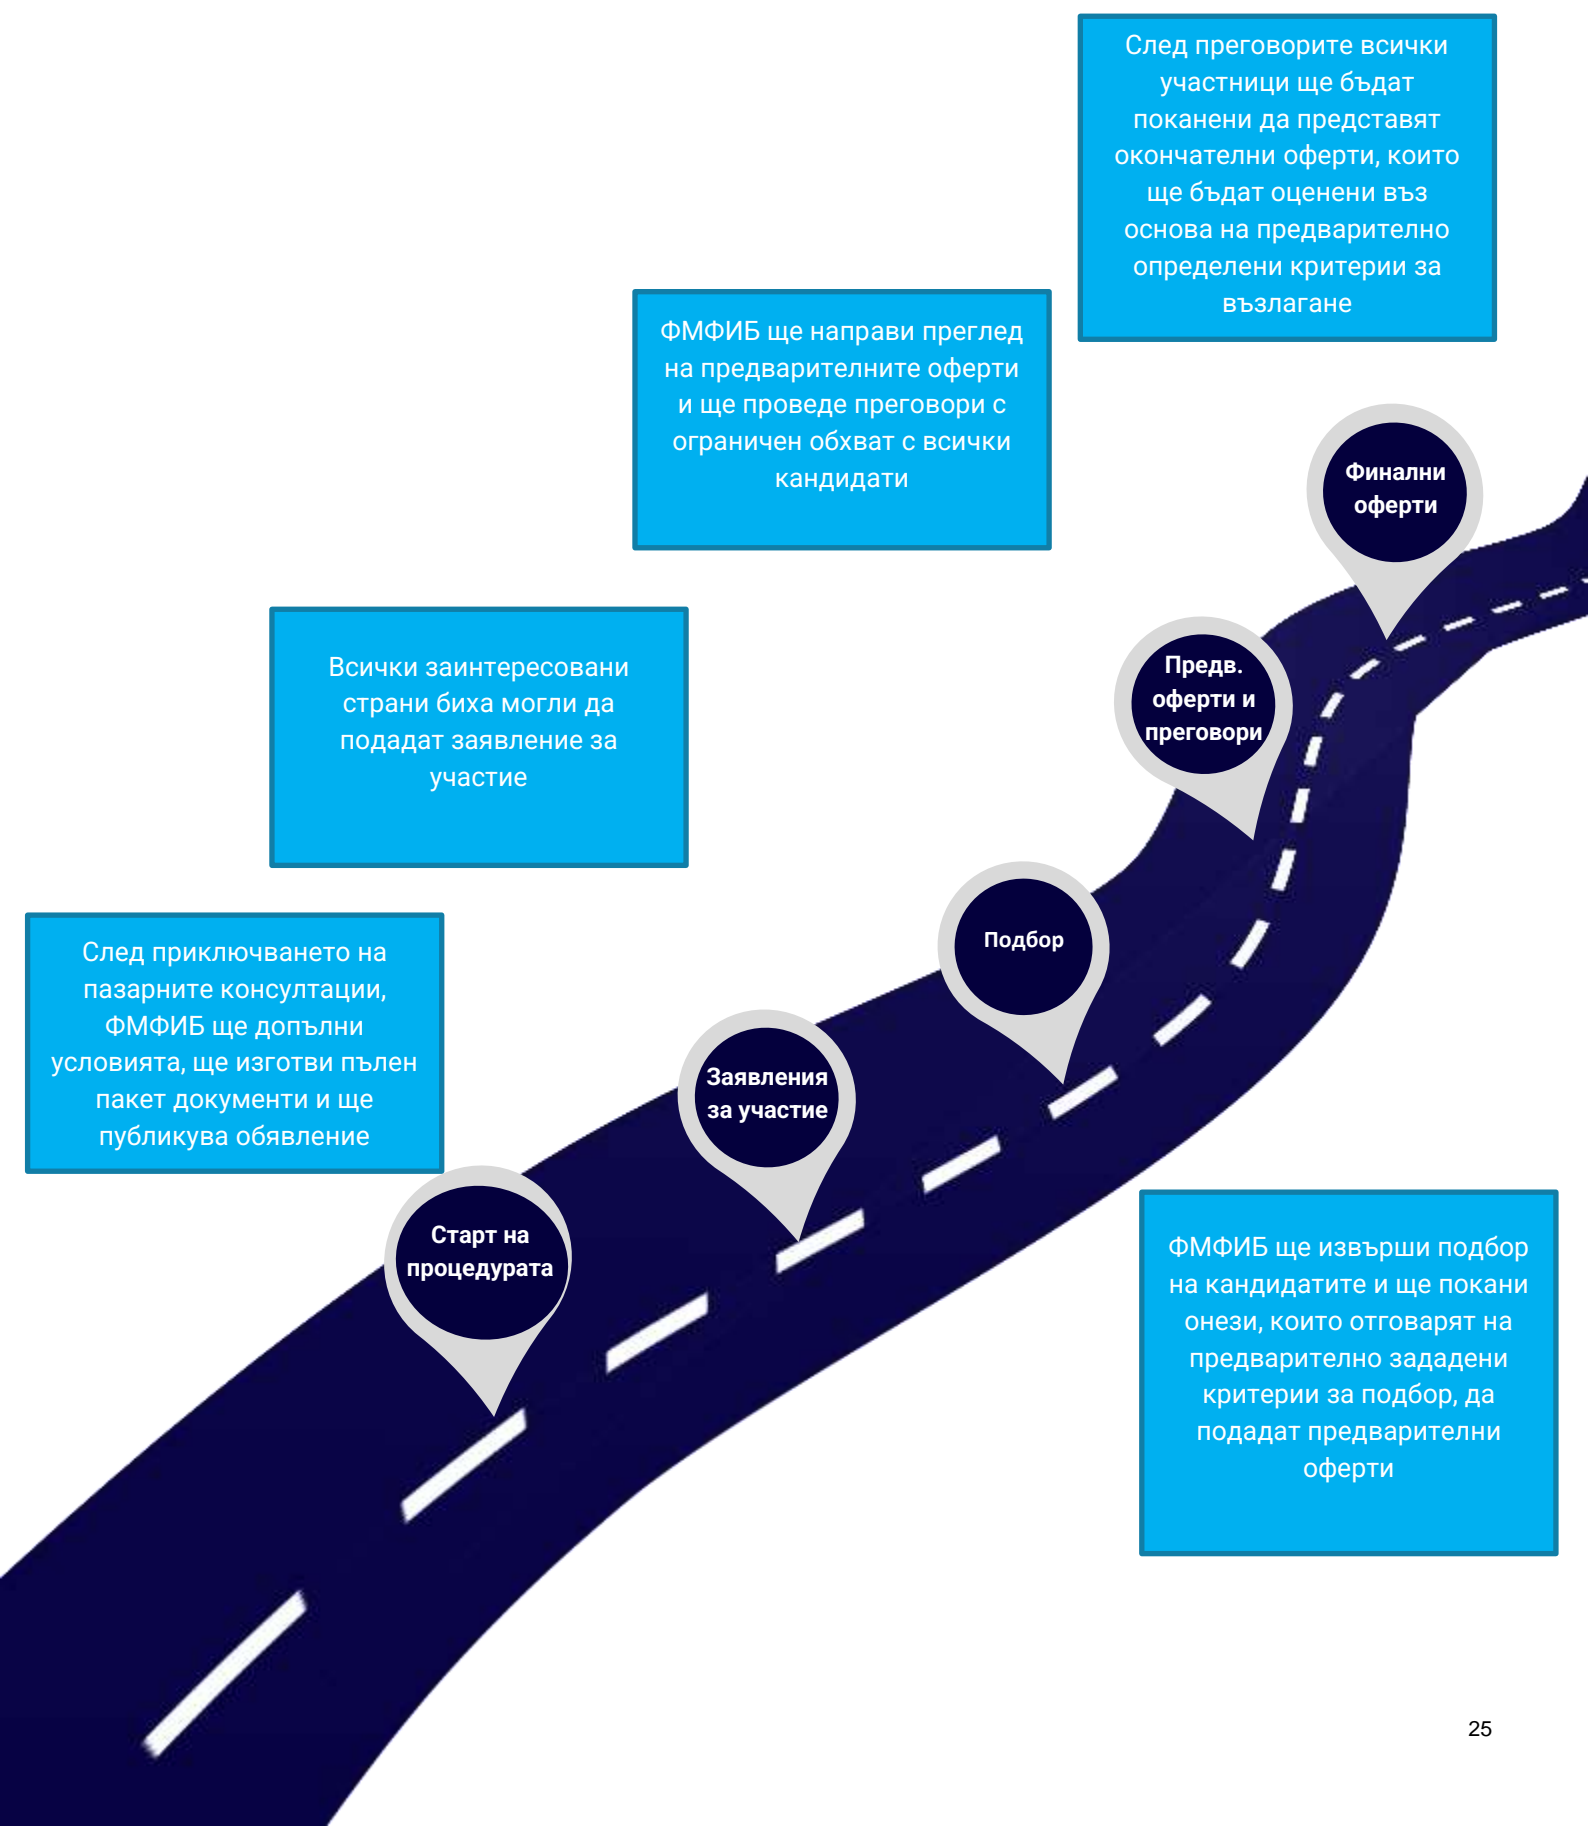 След преговорите всички
участници ще бъдат
поканени да представят
окончателни оферти, които
ще бъдат оценени въз
основа на предварително
определени критерии за
възлагане
ФМФИБ ще направи преглед
на предварителните оферти
и ще проведе преговори с
ограничен обхват с всички
кандидати
Финални
оферти
Всички заинтересовани
страни биха могли да
подадат заявление за
участие
Предв.
оферти и
преговори
Подбор
След приключването на
пазарните консултации,
ФМФИБ ще допълни
условията, ще изготви пълен
пакет документи и ще
публикува обявление
Заявления
за участие
Старт на
процедурата
ФМФИБ ще извърши подбор
на кандидатите и ще покани
онези, които отговарят на
предварително зададени
критерии за подбор, да
подадат предварителни
оферти
25